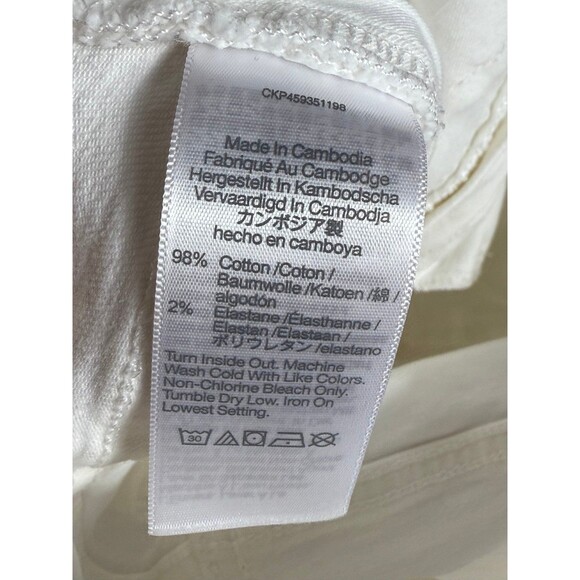 CKP459351198
Made In Cambodia
Fabriqué Au Cambodge
Hergestellt In Kambodscha
Vervaardigd In Cambodja
カンボジア製
hecho en camboya
98% Cotton /Coton /
Baumwolle /Katoen /綿 /
algodón
2% Elastane /Élasthanne /
Elastan /Elastaan /
ポリウレタン /elastano
Turn Inside Out. Machine
Wash Cold With Like Colors.
Non-Chlorine Bleach Only.
Tumble Dry Low. Iron On
Lowest Setting.
30